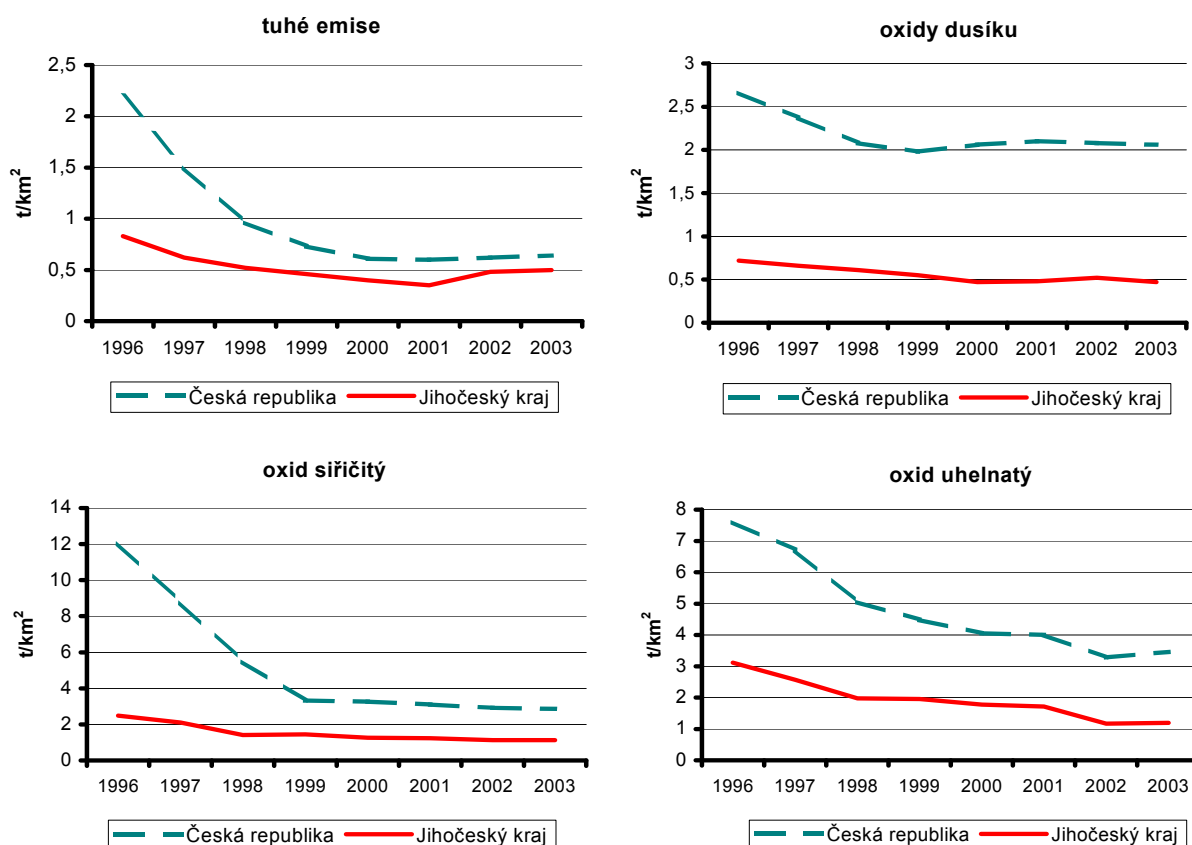 tuhé emise
t/km²
2,5
2
1,5
1
0,5
0
1996 1997 1998 1999 2000 2001 2002 2003
Česká republika Jihočeský kraj
oxidy dusíku
t/km²
3
2,5
2
1,5
1
0,5
0
1996 1997 1998 1999 2000 2001 2002 2003
Česká republika Jihočeský kraj
oxid siřičitý
t/km²
14
12
10
8
6
4
2
0
1996 1997 1998 1999 2000 2001 2002 2003
Česká republika Jihočeský kraj
oxid uhelnatý
t/km²
8
7
6
5
4
3
2
1
0
1996 1997 1998 1999 2000 2001 2002 2003
Česká republika Jihočeský kraj